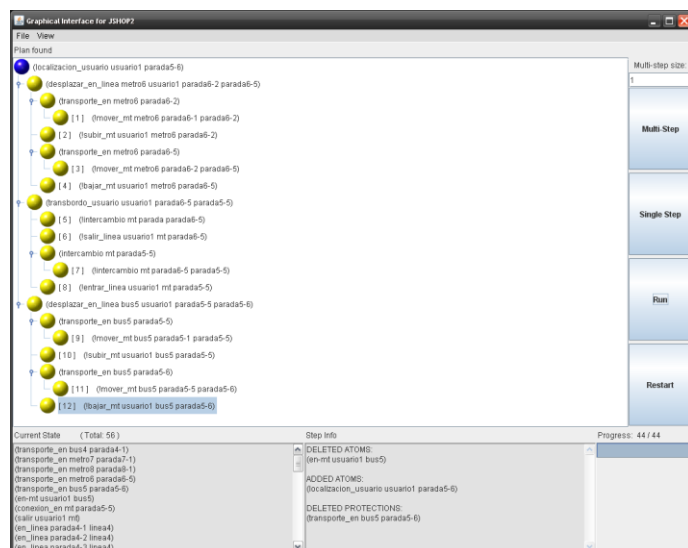 Graphical Interface for JSHOP2
File View
Plan found
(localizacion_usuario usuario1 parada5-6)
(desplazar_en_linea metro6 usuario1 parada6-2 parada6-5)
(transporte_en metro6 parada6-2)
[1] (!mover_mt metro6 parada6-1 parada6-2)
[2] (!subir_mt usuario1 metro6 parada6-2)
(transporte_en metro6 parada6-5)
[3] (!mover_mt metro6 parada6-2 parada6-5)
[4] (!bajar_mt usuario1 metro6 parada6-5)
(transbordo_usuario usuario1 parada6-5 parada5-5)
[5] (!intercambio mt parada parada6-5)
[6] (!salir_linea usuario1 mt parada6-5)
(intercambio mt parada5-5)
[7] (!intercambio mt parada6-5 parada5-5)
[8] (!entrar_linea usuario1 mt parada5-5)
(desplazar_en_linea bus5 usuario1 parada5-5 parada5-6)
(transporte_en bus5 parada5-5)
[9] (!mover_mt bus5 parada5-1 parada5-5)
[10] (!subir_mt usuario1 bus5 parada5-5)
(transporte_en bus5 parada5-6)
[11] (!mover_mt bus5 parada5-5 parada5-6)
[12] (!bajar_mt usuario1 bus5 parada5-6)
Multi-step size:
1
Multi-Step
Single Step
Run
Restart
Current State (Total: 56)
(transporte_en bus4 parada4-1)
(transporte_en metro7 parada7-1)
(transporte_en metro8 parada8-1)
(transporte_en metro6 parada6-5)
(transporte_en bus5 parada5-6)
(en-mt usuario1 bus5)
(conexion_en mt parada5-5)
(salir usuario1 mt)
(en_linea parada4-1 linea4)
(en_linea parada4-2 linea4)
(en_linea parada4-3 linea4)
Step Info
DELETED ATOMS:
(en-mt usuario1 bus5)
ADDED ATOMS:
(localizacion_usuario usuario1 parada5-6)
DELETED PROTECTIONS:
(transporte_en bus5 parada5-6)
Progress: 44 / 44